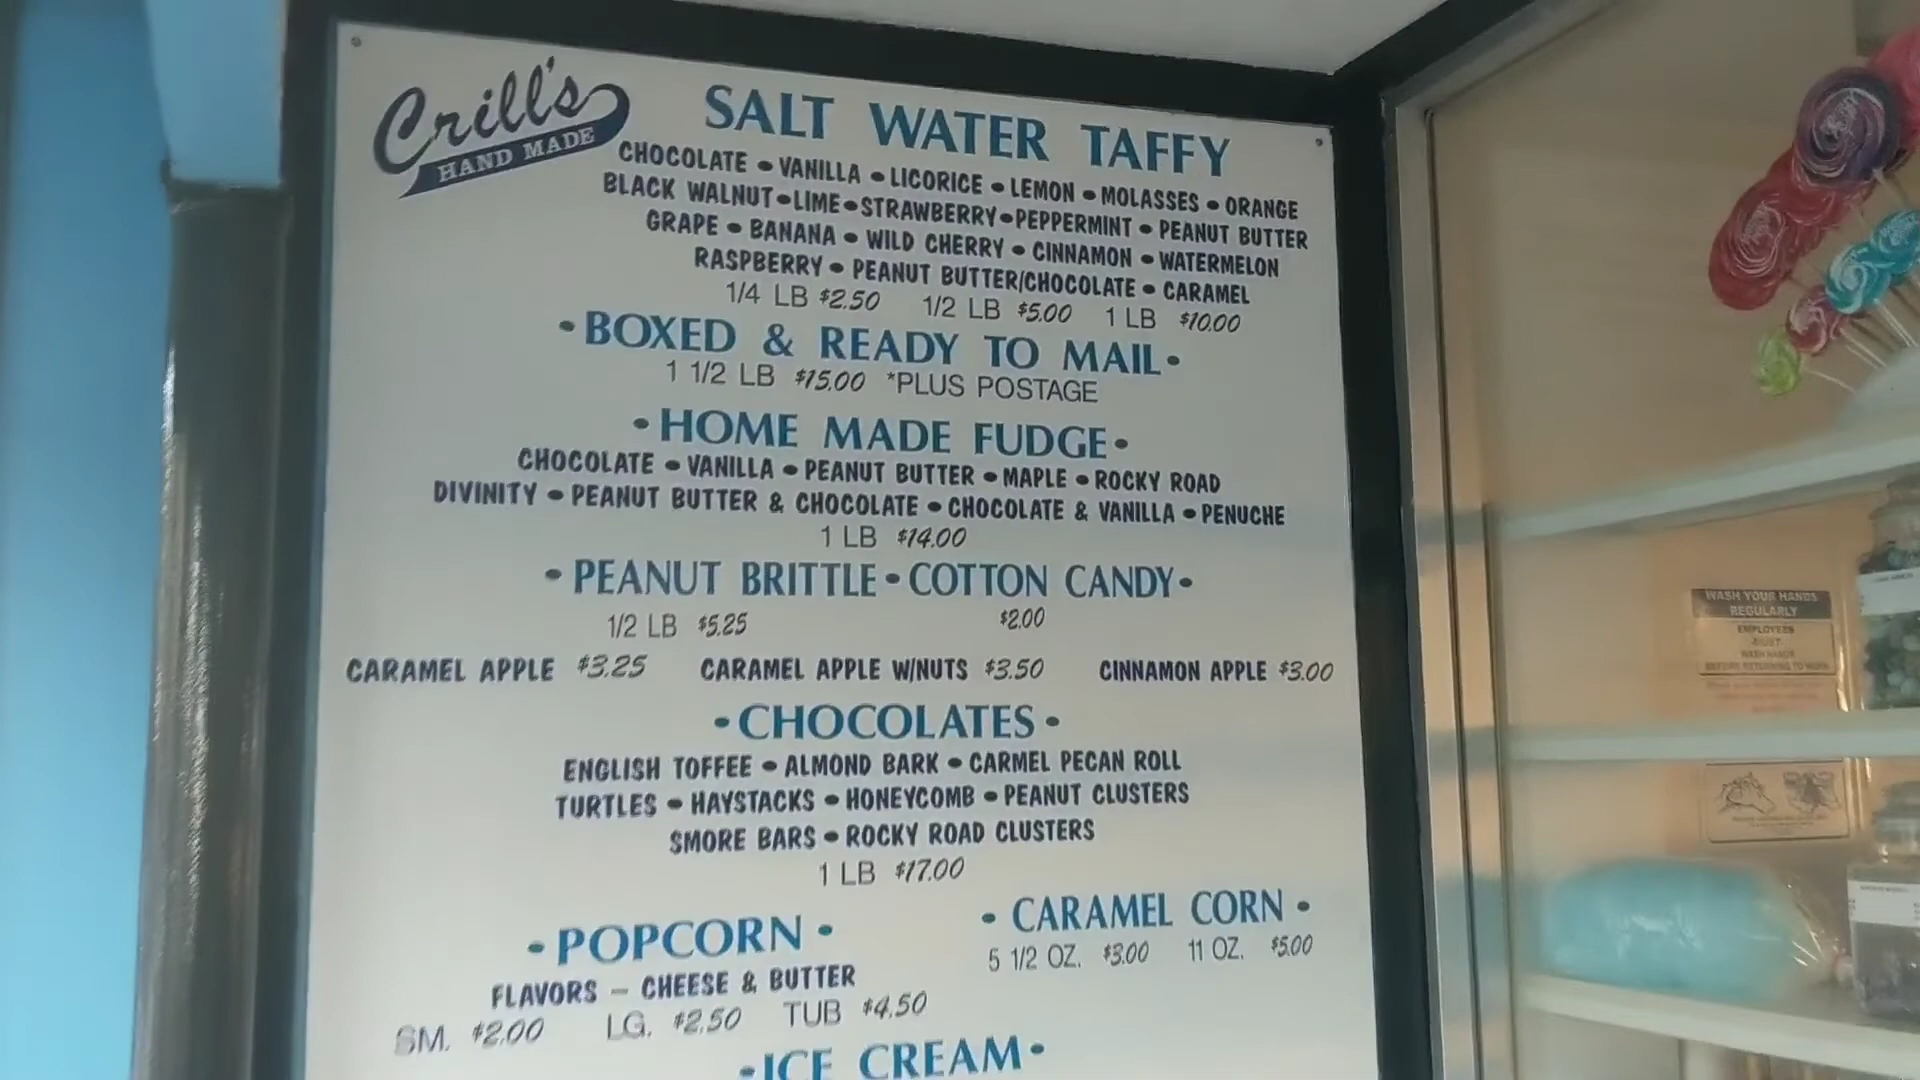 Crill's
HAND MADE
SALT WATER TAFFY
CHOCOLATE • VANILLA • LICORICE • LEMON • MOLASSES • ORANGE
BLACK WALNUT • LIME • STRAWBERRY • PEPPERMINT • PEANUT BUTTER
GRAPE • BANANA • WILD CHERRY • CINNAMON • WATERMELON
RASPBERRY • PEANUT BUTTER/CHOCOLATE • CARAMEL
1/4 LB $2.50 1/2 LB $5.00 1 LB $10.00
• BOXED & READY TO MAIL •
1 1/2 LB $15.00 *PLUS POSTAGE
• HOME MADE FUDGE •
CHOCOLATE • VANILLA • PEANUT BUTTER • MAPLE • ROCKY ROAD
DIVINITY • PEANUT BUTTER & CHOCOLATE • CHOCOLATE & VANILLA • PENUCHE
1 LB $14.00
• PEANUT BRITTLE • COTTON CANDY •
1/2 LB $5.25 $2.00
CARAMEL APPLE $3.25 CARAMEL APPLE W/NUTS $3.50 CINNAMON APPLE $3.00
• CHOCOLATES •
ENGLISH TOFFEE • ALMOND BARK • CARMEL PECAN ROLL
TURTLES • HAYSTACKS • HONEYCOMB • PEANUT CLUSTERS
SMORE BARS • ROCKY ROAD CLUSTERS
1 LB $17.00
• POPCORN •
FLAVORS – CHEESE & BUTTER
SM. $2.00 LG. $2.50 TUB $4.50
• CARAMEL CORN •
5 1/2 OZ. $3.00 11 OZ. $5.00
• ICE CREAM •
WASH YOUR HANDS
REGULARLY
EMPLOYEES
MUST
WASH HANDS
BEFORE RETURNING TO WORK